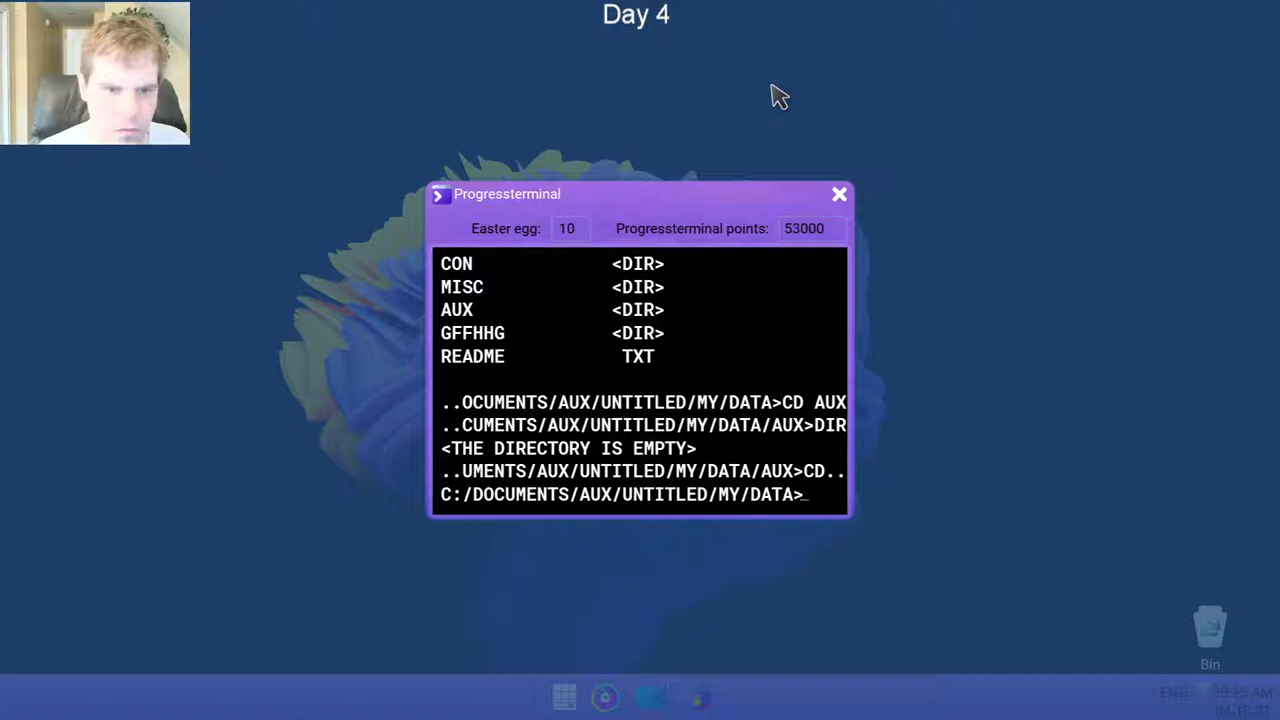 Day 4
Progressterminal
Easter egg: 10 Progressterminal points: 53000
CON <DIR>
MISC <DIR>
AUX <DIR>
GFFHHG <DIR>
README TXT
..OCUMENTS/AUX/UNTITLED/MY/DATA>CD AUX
..CUMENTS/AUX/UNTITLED/MY/DATA/AUX>DIR
<THE DIRECTORY IS EMPTY>
..UMENTS/AUX/UNTITLED/MY/DATA/AUX>CD..
C:/DOCUMENTS/AUX/UNTITLED/MY/DATA>_
Bin